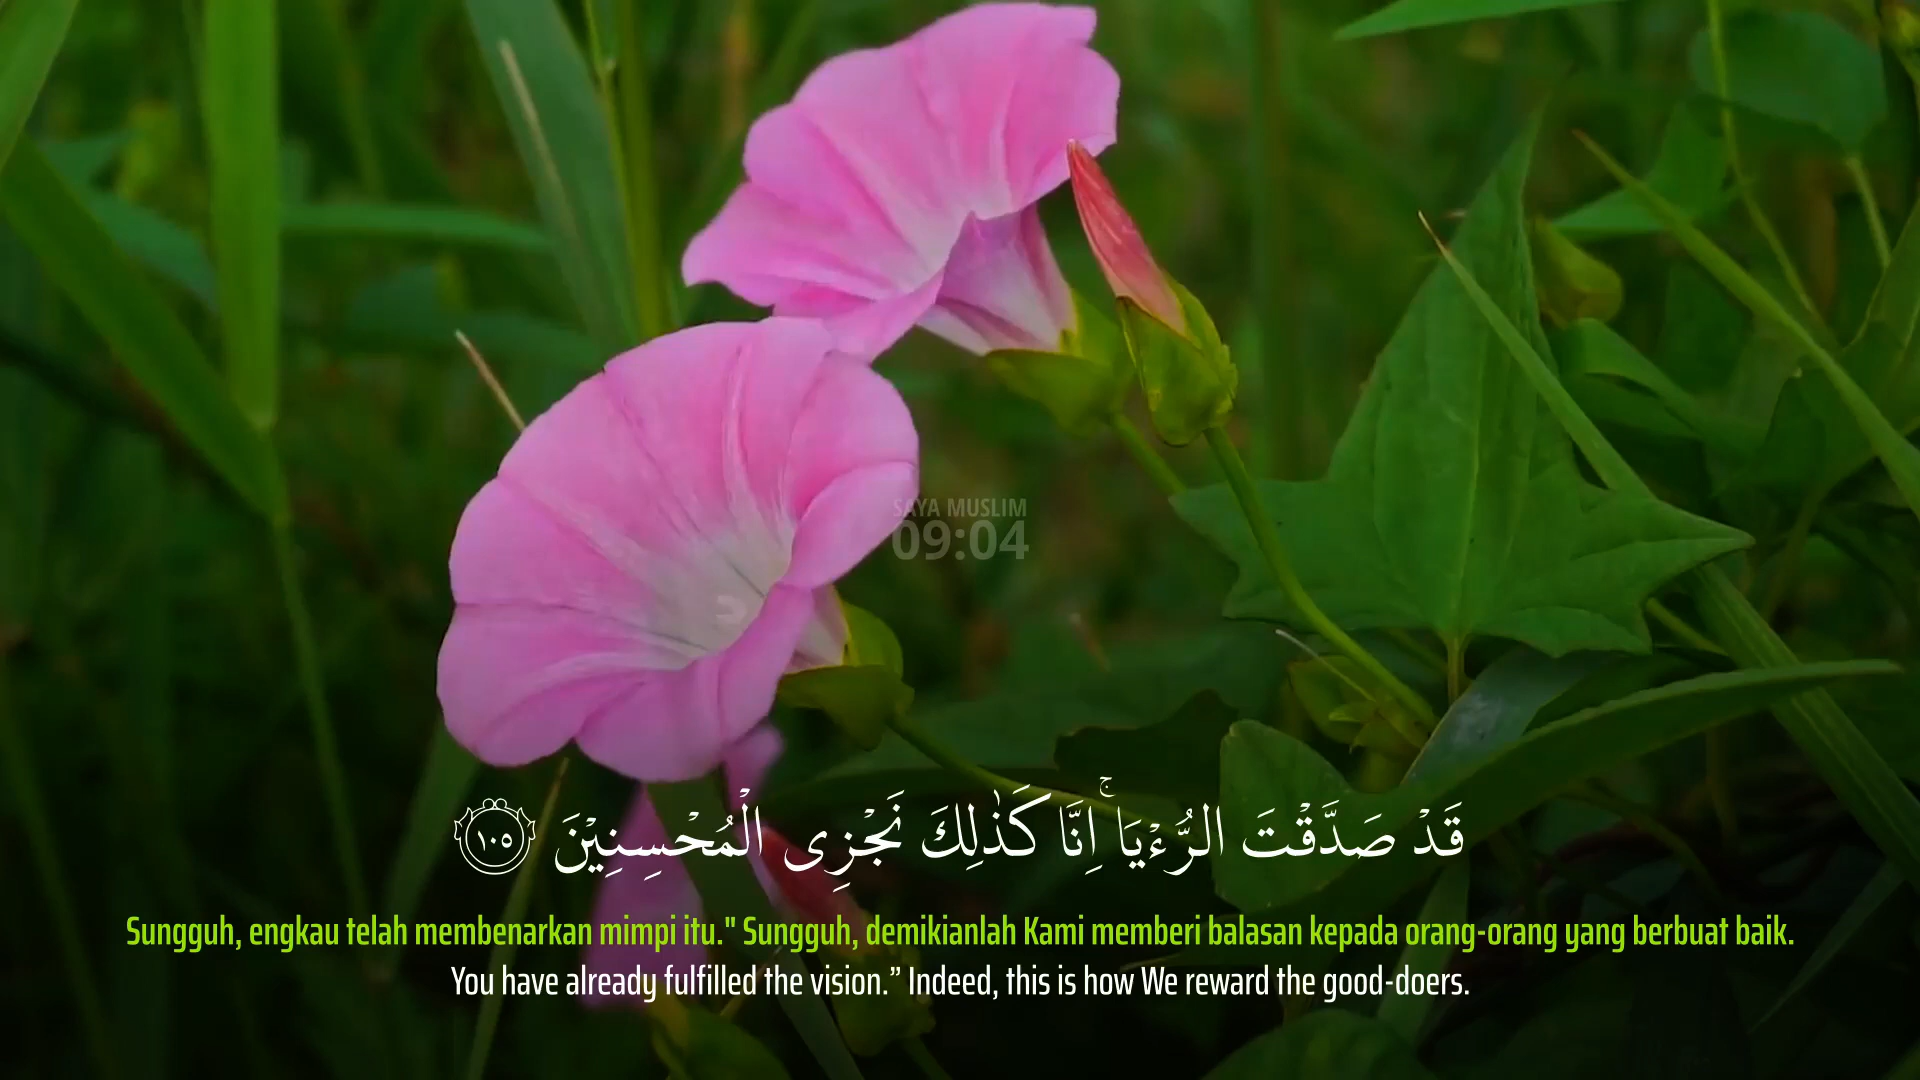 SAYA MUSLIM
09:04
قَدْ صَدَّقْتَ الرُّءْيَا ۚ اِنَّا كَذٰلِكَ نَجْزِى الْمُحْسِنِيْنَ ١٠٥
Sungguh, engkau telah membenarkan mimpi itu." Sungguh, demikianlah Kami memberi balasan kepada orang-orang yang berbuat baik.
You have already fulfilled the vision.” Indeed, this is how We reward the good-doers.